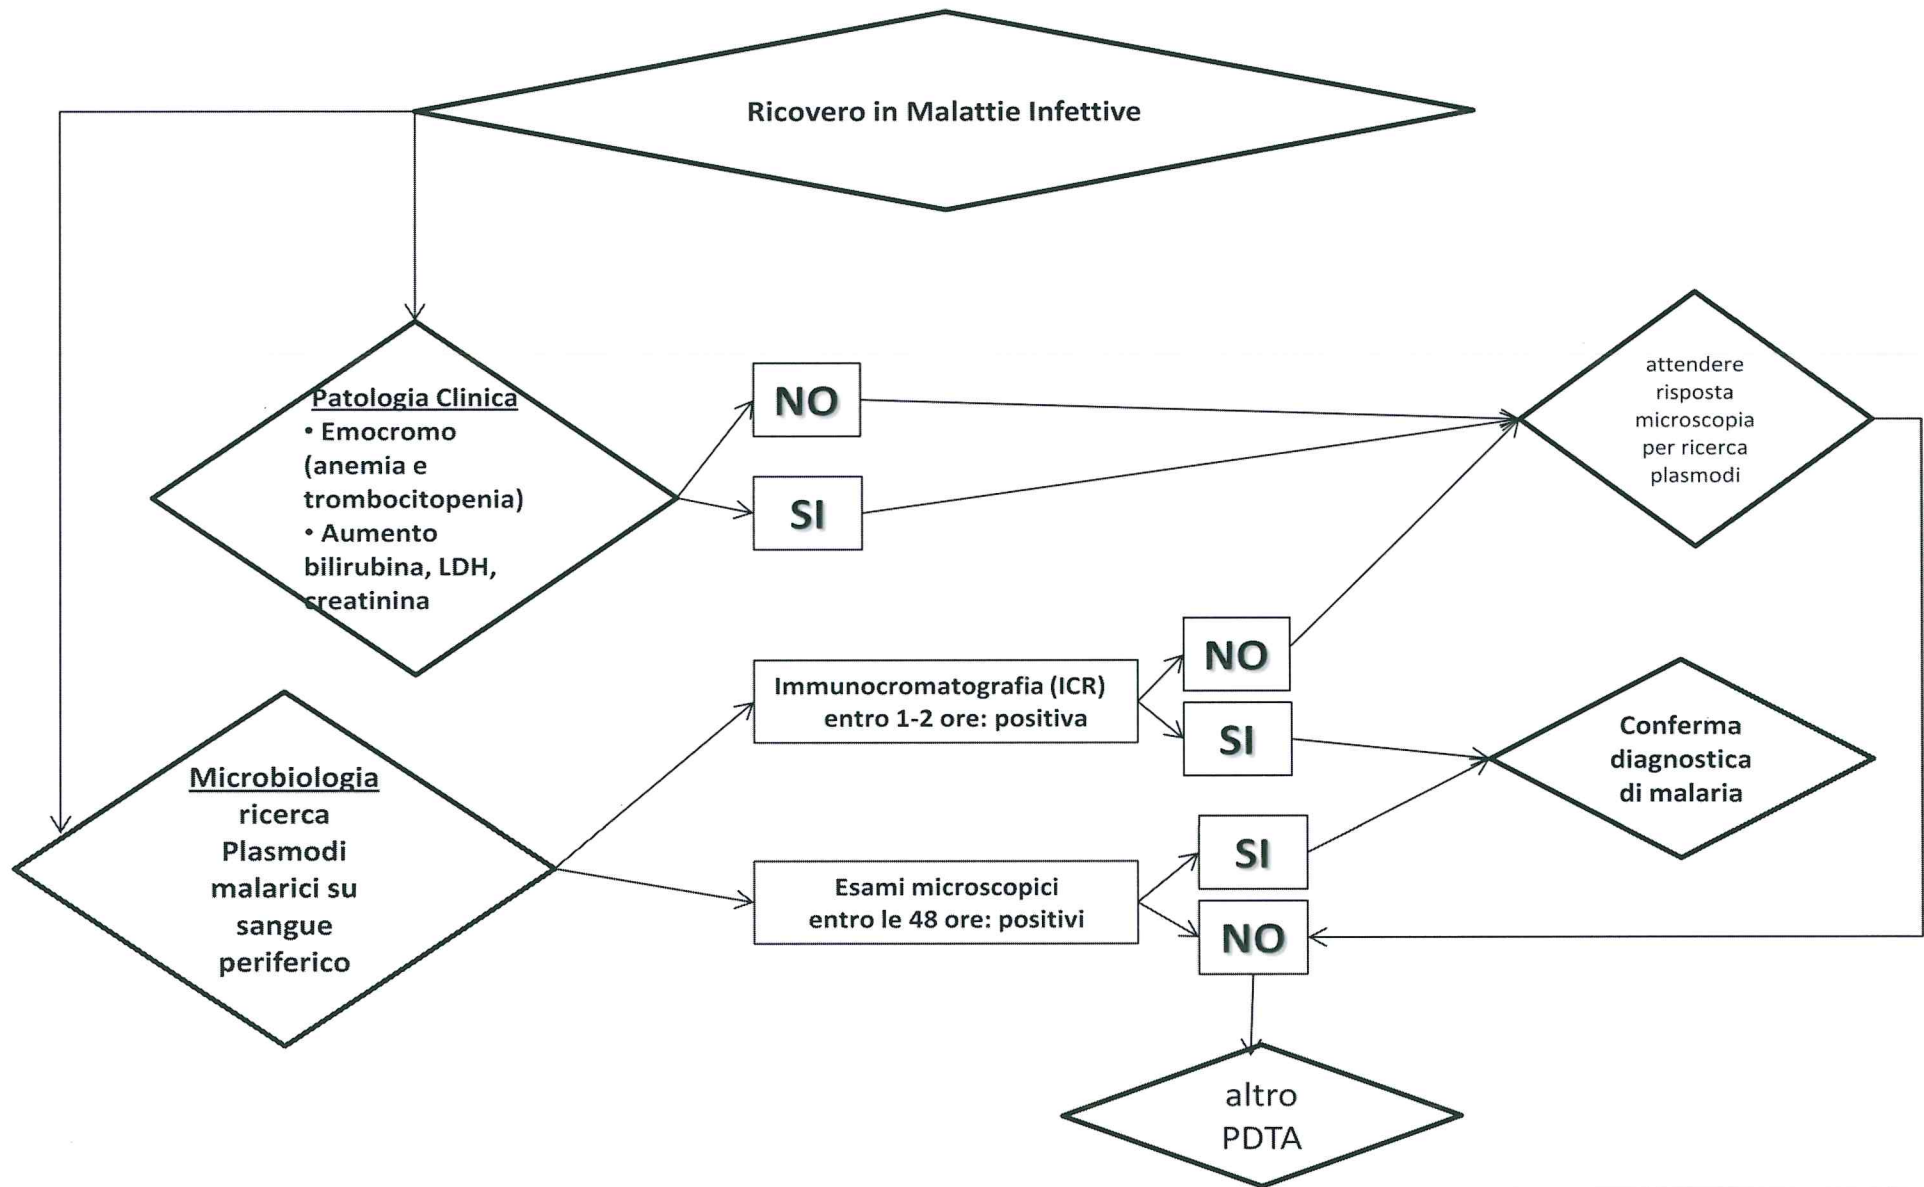 Ricovero in Malattie Infettive
Patologia Clinica
• Emocromo
(anemia e
trombocitopenia)
• Aumento
bilirubina, LDH,
creatinina
NO
SI
attendere
risposta
microscopia
per ricerca
plasmodi
Microbiologia
ricerca
Plasmodi
malarici su
sangue
periferico
Immunocromatografia (ICR)
entro 1-2 ore: positiva
NO
SI
Conferma
diagnostica
di malaria
Esami microscopici
entro le 48 ore: positivi
SI
NO
altro
PDTA